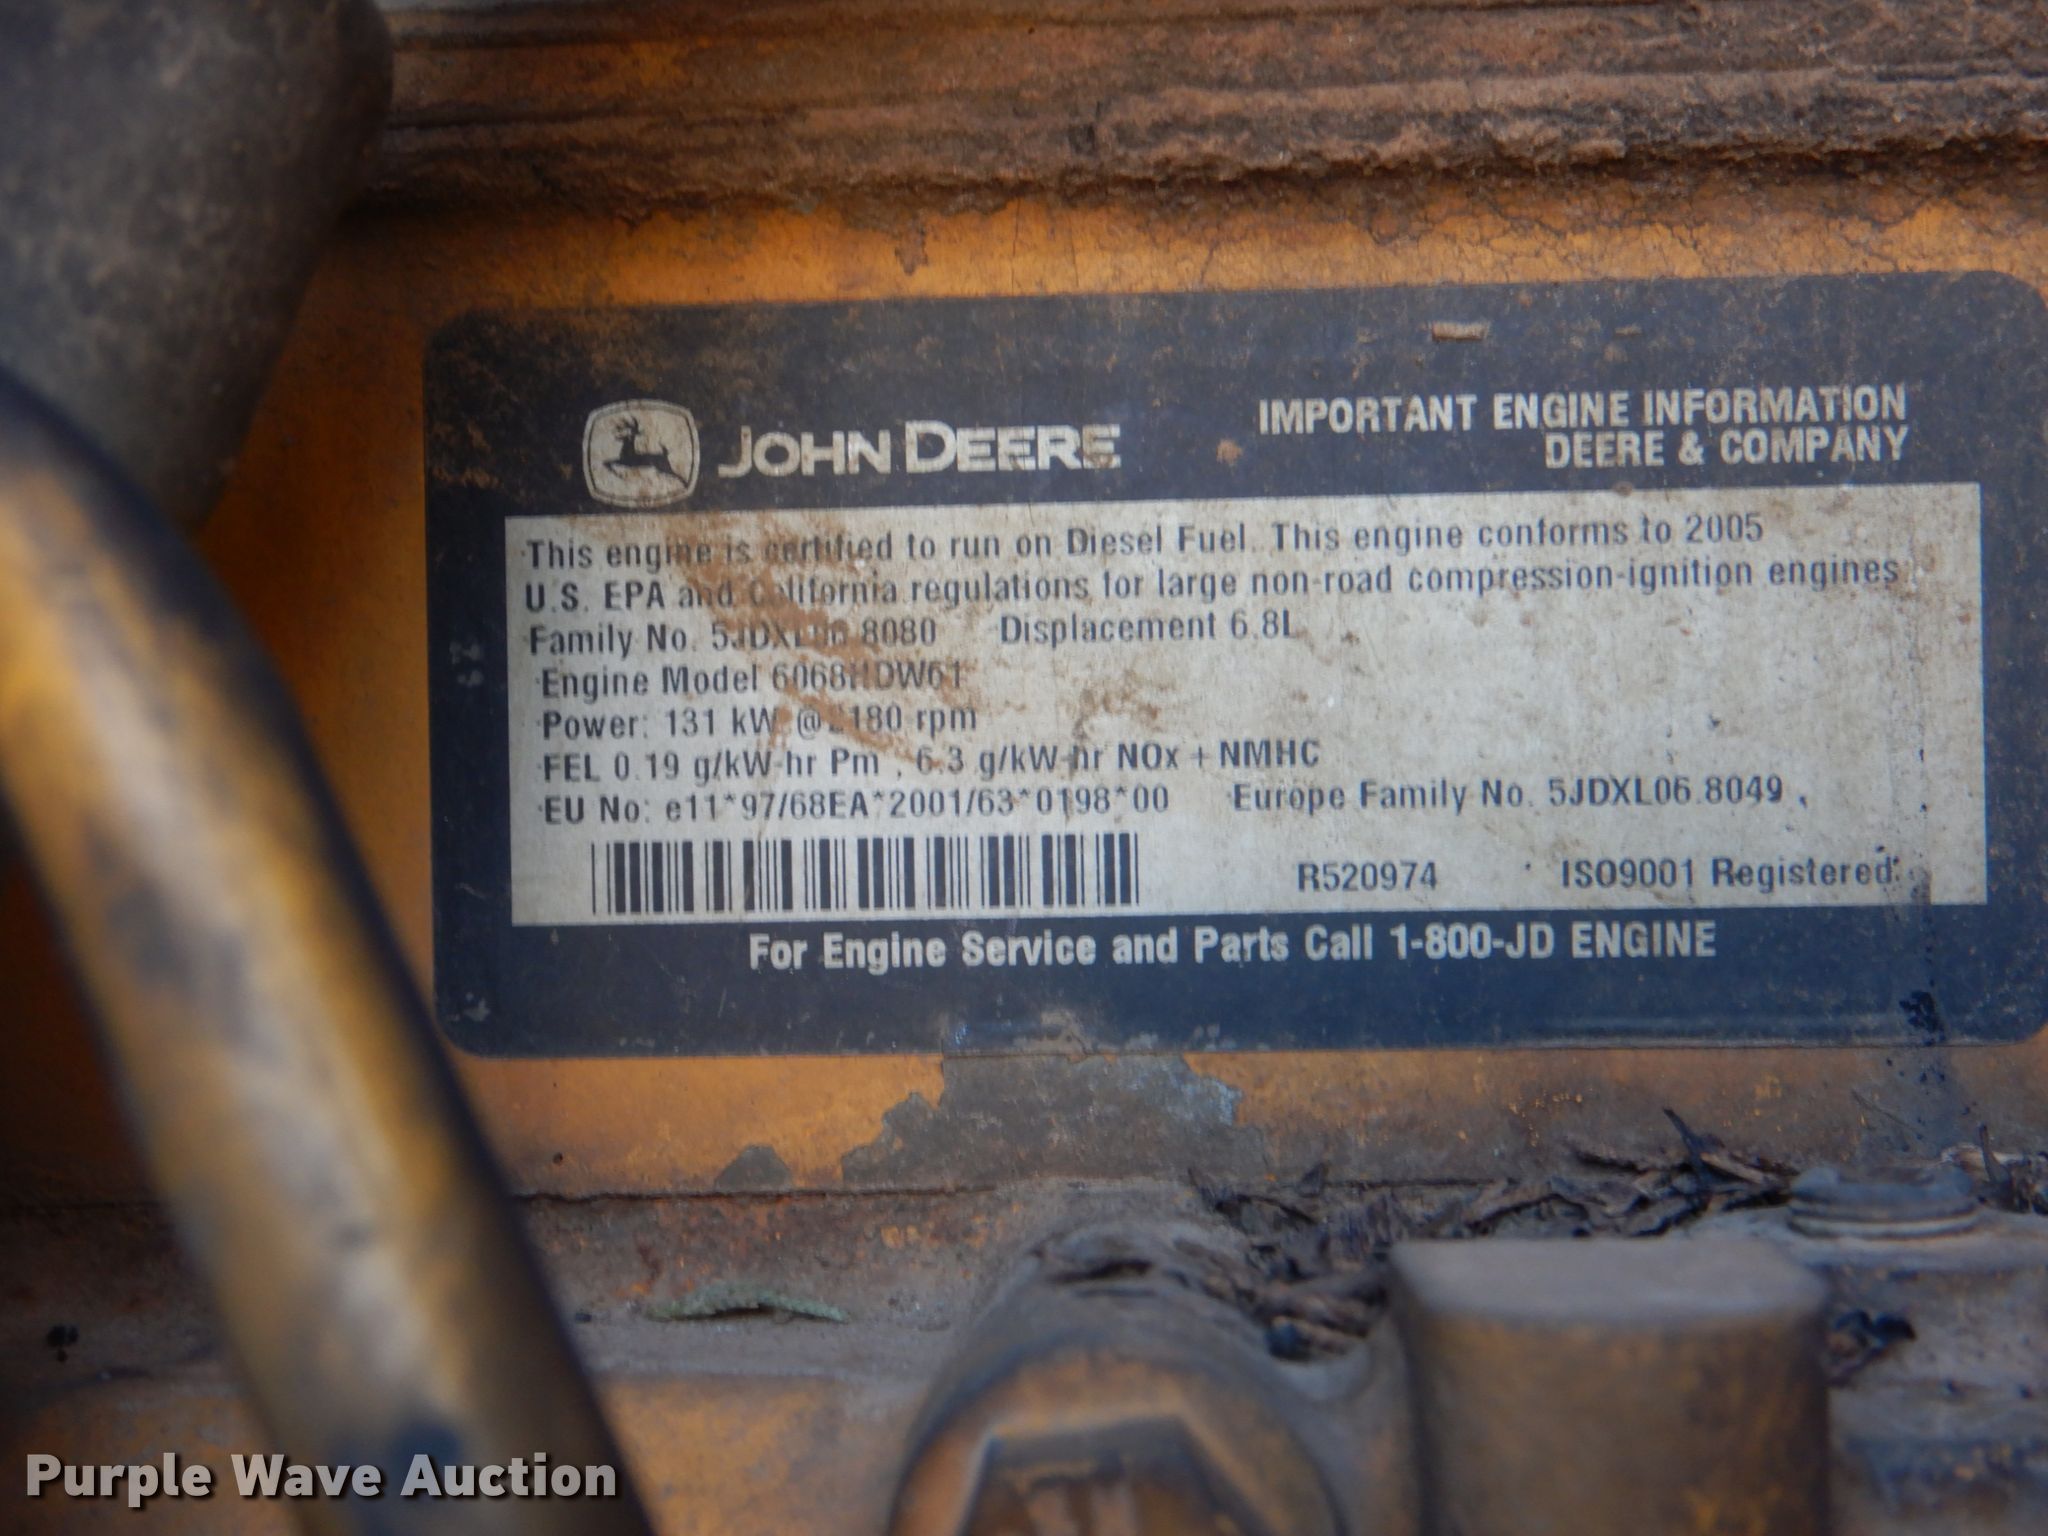 JOHN DEERE
IMPORTANT ENGINE INFORMATION
DEERE & COMPANY
This engine is certified to run on Diesel Fuel. This engine conforms to 2005
U.S. EPA and California regulations for large non-road compression-ignition engines
Family No. 5JDXL06.8080 Displacement 6.8L
Engine Model 6068HDW61
Power: 131 kW @ 2180 rpm
FEL 0.19 g/kW-hr Pm , 6.3 g/kW-hr NOx + NMHC
EU No: e11*97/68EA*2001/63*0198*00 Europe Family No. 5JDXL06.8049
R520974 ISO9001 Registered
For Engine Service and Parts Call 1-800-JD ENGINE
Purple Wave Auction